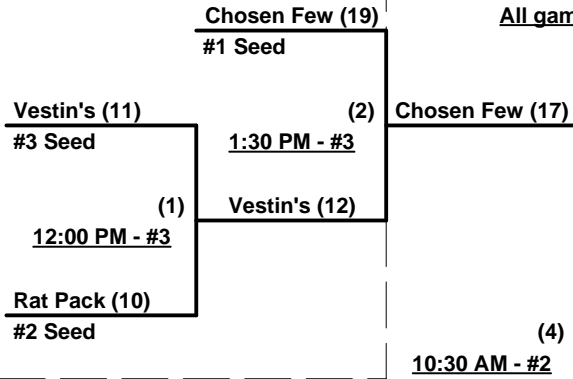 Chosen Few (19)
All gam
#1 Seed
Vestin's (11)
(2) Chosen Few (17)
#3 Seed
1:30 PM - #3
(1) Vestin's (12)
12:00 PM - #3
Rat Pack (10)
#2 Seed
(4)
10:30 AM - #2